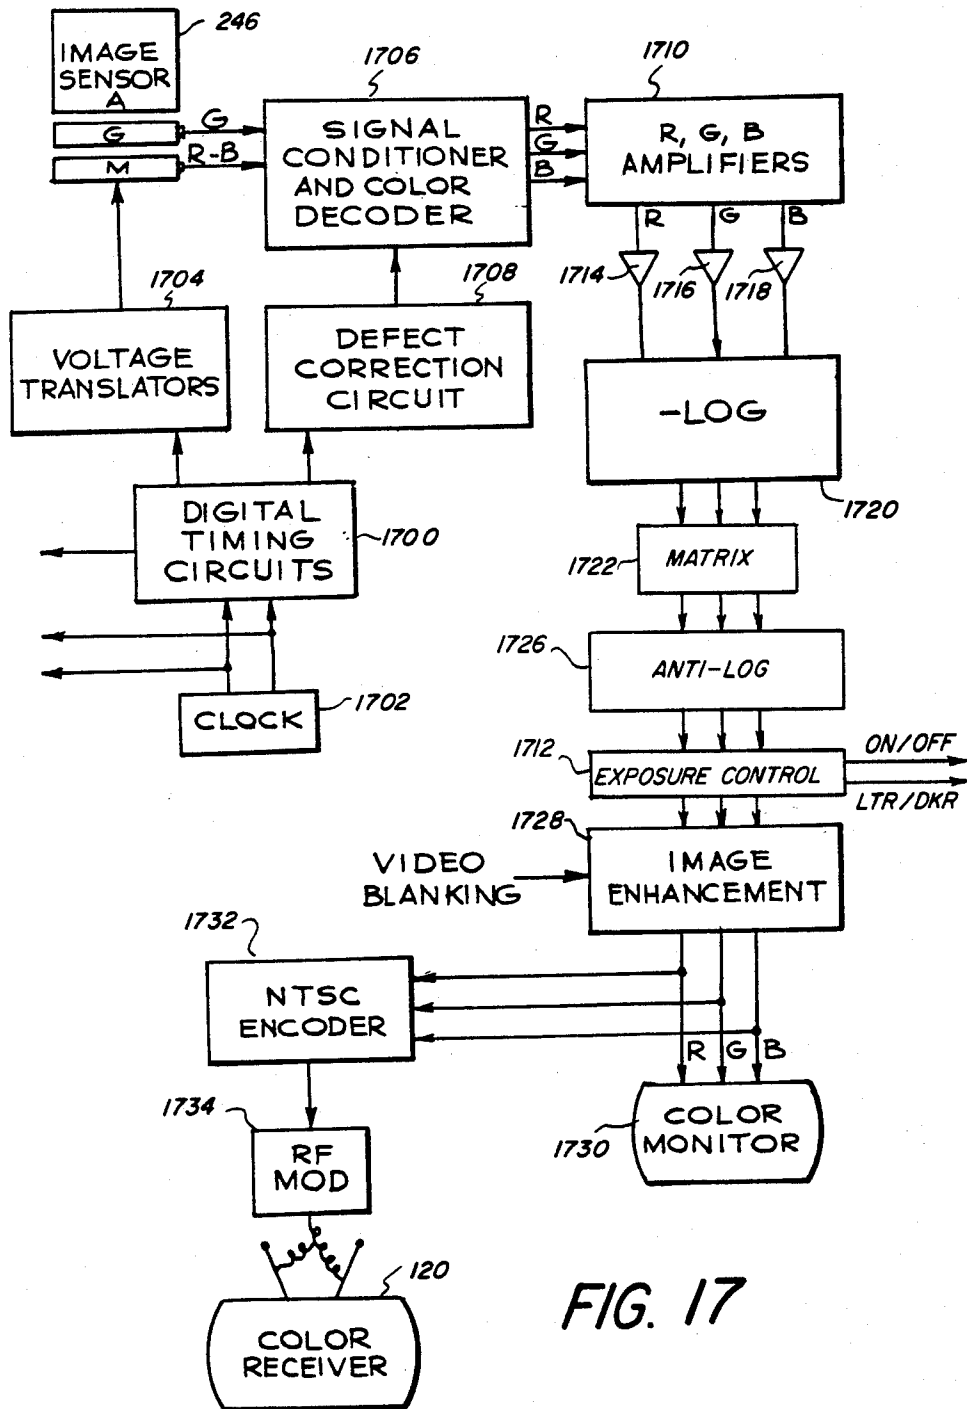 246
IMAGE
SENSOR
A
G
M
G
R-B
1706
SIGNAL
CONDITIONER
AND COLOR
DECODER
R
G
B
1710
R, G, B
AMPLIFIERS
R
G
B
1714
1716
1718
1704
VOLTAGE
TRANSLATORS
1708
DEFECT
CORRECTION
CIRCUIT
-LOG
1720
DIGITAL
TIMING
CIRCUITS
1700
1722
MATRIX
CLOCK
1702
1726
ANTI-LOG
1712
EXPOSURE CONTROL
ON/OFF
LTR/DKR
1728
IMAGE
ENHANCEMENT
VIDEO
BLANKING
1732
NTSC
ENCODER
R
G
B
1734
RF
MOD
1730
COLOR
MONITOR
120
COLOR
RECEIVER
FIG. 17